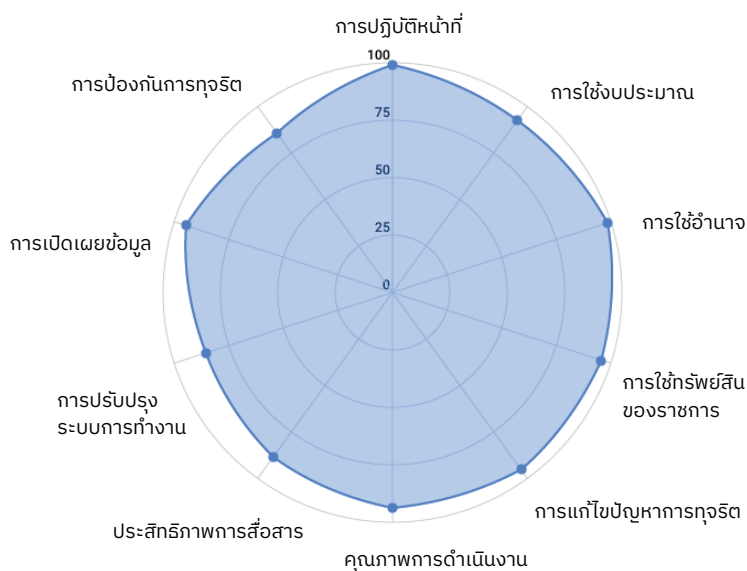 การปฏิบัติหน้าที่
100
การป้องกันการทุจริต
การใช้งบประมาณ
75
50
การใช้อำนาจ
การเปิดเผยข้อมูล
25
0
การใช้ทรัพย์สิน
ของราชการ
การปรับปรุง
ระบบการทำงาน
การแก้ไขปัญหาการทุจริต
ประสิทธิภาพการสื่อสาร
คุณภาพการดำเนินงาน